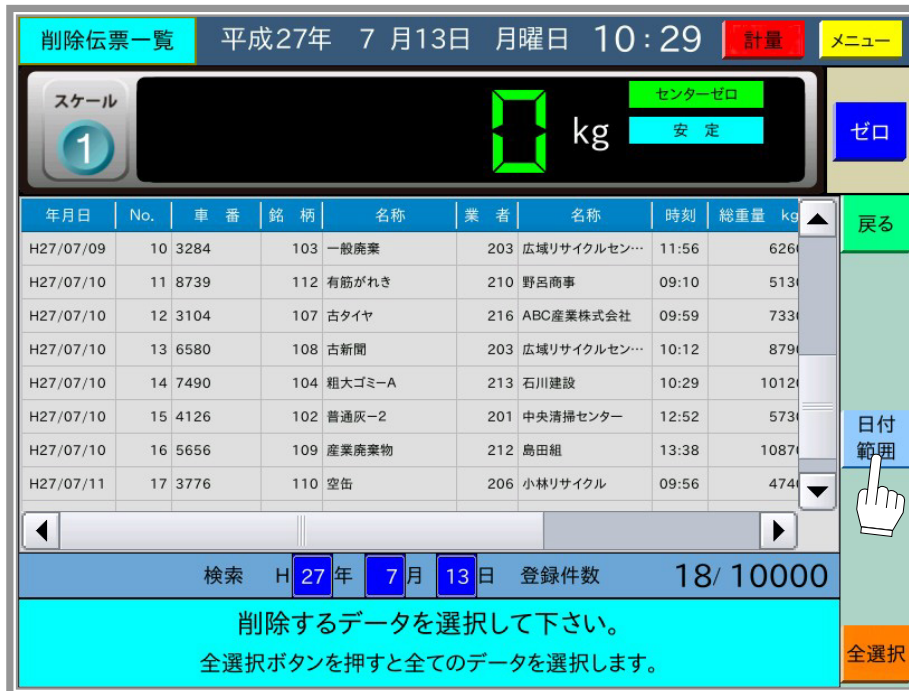 削除伝票一覧 平成27年 7月13日 月曜日 10:29 計量 メニュー
スケール
1
0 kg
センターゼロ
安 定
ゼロ
戻る
年月日 No. 車 番 銘 柄 名称 業 者 名称 時刻 総重量 kg
H27/07/09 10 3284 103 一般廃棄 203 広域リサイクルセン… 11:56 6260
H27/07/10 11 8739 112 有筋がれき 210 野呂商事 09:10 5130
H27/07/10 12 3104 107 古タイヤ 216 ABC産業株式会社 09:59 7330
H27/07/10 13 6580 108 古新聞 203 広域リサイクルセン… 10:12 8790
H27/07/10 14 7490 104 粗大ゴミーA 213 石川建設 10:29 10120
H27/07/10 15 4126 102 普通灰ー2 201 中央清掃センター 12:52 5730
H27/07/10 16 5656 109 産業廃棄物 212 島田組 13:38 10870
H27/07/11 17 3776 110 空缶 206 小林リサイクル 09:56 4740
日付
範囲
検索 H 27 年 7 月 13 日 登録件数 18/ 10000
削除するデータを選択して下さい。
全選択ボタンを押すと全てのデータを選択します。
全選択